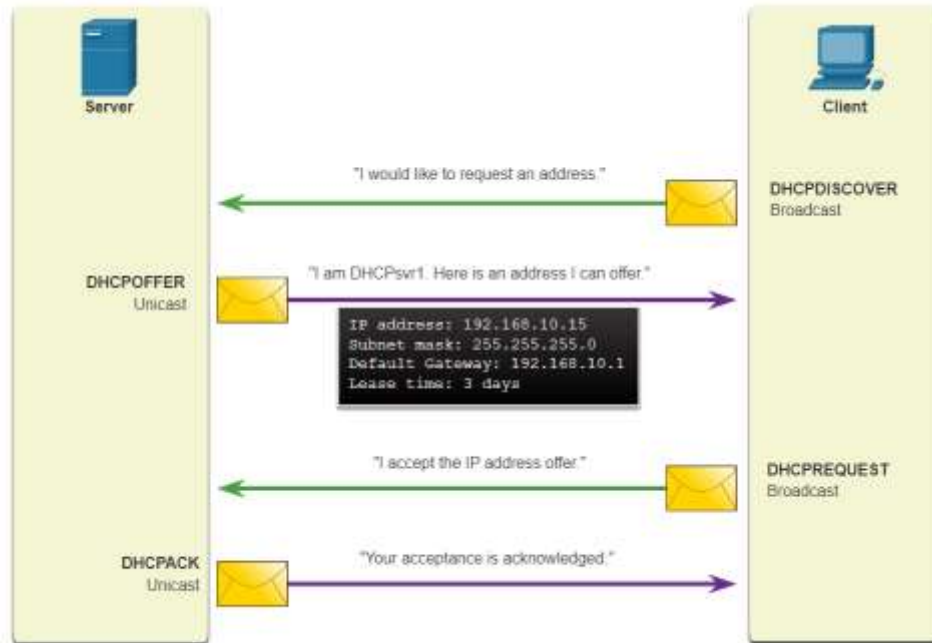 Server
Client
"I would like to request an address."
DHCPDISCOVER
Broadcast
DHCPOFFER
Unicast
"I am DHCPsvr1. Here is an address I can offer."
IP address: 192.168.10.15
Subnet mask: 255.255.255.0
Default Gateway: 192.168.10.1
Lease time: 3 days
"I accept the IP address offer."
DHCPREQUEST
Broadcast
DHCPACK
Unicast
"Your acceptance is acknowledged."